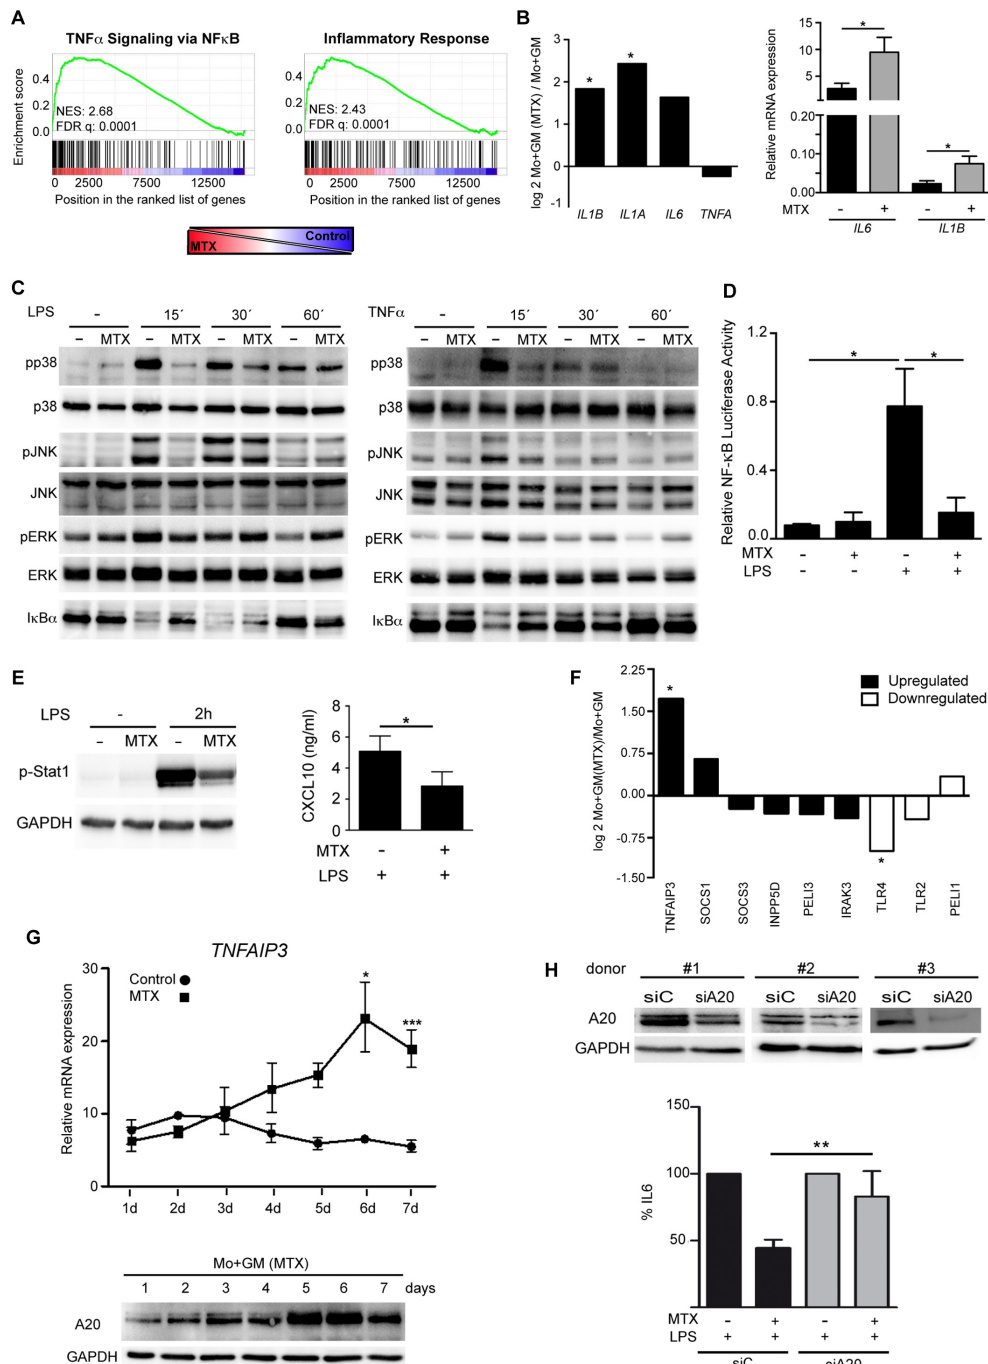 A
TNFα Signaling via NFκB
Inflammatory Response
Enrichment score
0.4
0.2
0.0
NES: 2.68
FDR q: 0.0001
0 2500 7500 12500
Position in the ranked list of genes
0.4
0.2
0.0
NES: 2.43
FDR q: 0.0001
0 2500 7500 12500
Position in the ranked list of genes
MTX
Control
B
log 2 Mo+GM (MTX) / Mo+GM
4
3
2
1
0
-1
* *
IL1B IL1A IL6 TNFA
Relative mRNA expression
15
10
5
0.20
0.10
0.00
*
*
MTX - + - +
IL6 IL1B
C
LPS - 15´ 30´ 60´
- MTX - MTX - MTX - MTX
pp38
p38
pJNK
JNK
pERK
ERK
IκBα
TNFα - 15´ 30´ 60´
- MTX - MTX - MTX - MTX
pp38
p38
pJNK
JNK
pERK
ERK
IκBα
D
Relative NF-κB Luciferase Activity
1.2
0.8
0.4
0.0
* *
MTX - + - +
LPS - - + +
E
LPS - 2h
- MTX - MTX
p-Stat1
GAPDH
CXCL10 (ng/ml)
8
6
4
2
0
*
MTX - +
LPS + +
F
log 2 Mo+GM(MTX)/Mo+GM
2.25
1.50
0.75
0.00
-0.75
-1.50
Upregulated
Downregulated
*
*
TNFAIP3
SOCS1
SOCS3
INPP5D
PELI3
IRAK3
TLR4
TLR2
PELI1
G
TNFAIP3
Relative mRNA expression
30
20
10
0
Control
MTX
*
***
1d 2d 3d 4d 5d 6d 7d
Mo+GM (MTX)
1 2 3 4 5 6 7 days
A20
GAPDH
H
donor #1 #2 #3
siC siA20 siC siA20 siC siA20
A20
GAPDH
% IL6
150
100
50
**
MTX - + - +
LPS + + + +
siC siA20